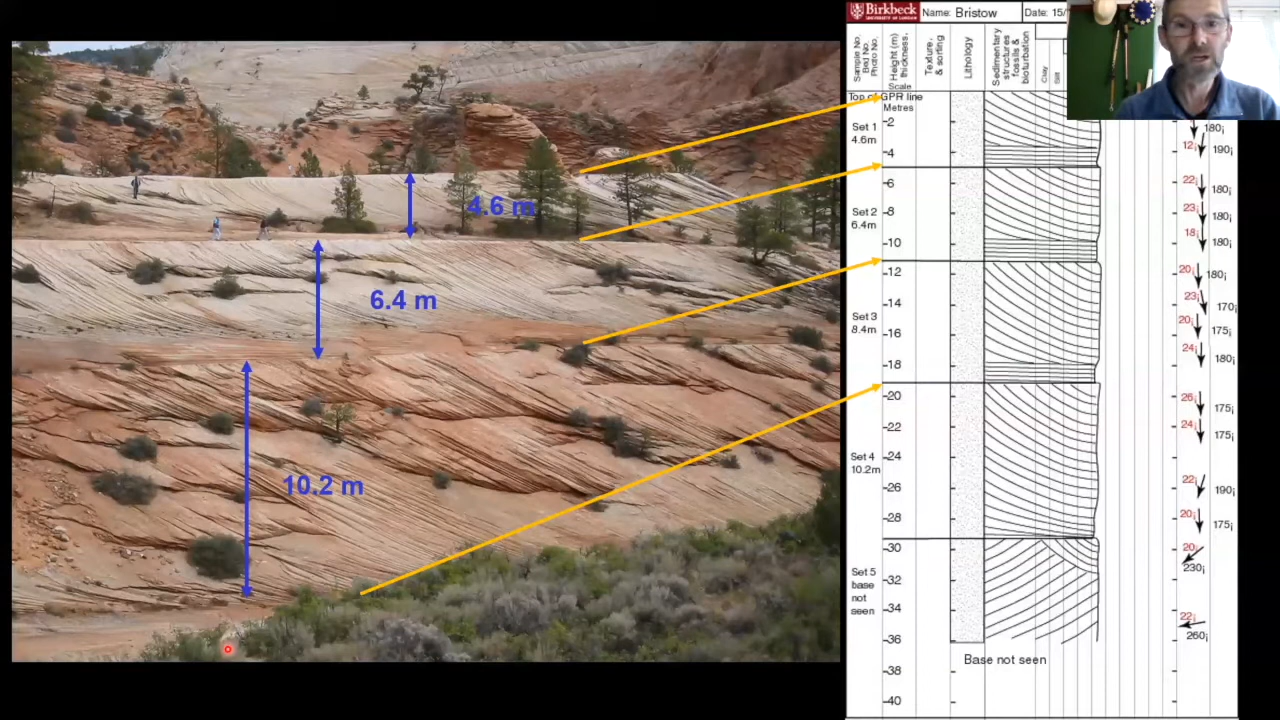 4.6 m
6.4 m
10.2 m
Birkbeck
UNIVERSITY OF LONDON
Name: Bristow
Date: 15/
Sample No.
Bed No.
Photo No.
Height (m)
thickness,
Scale
Texture,
& sorting
Lithology
Sedimentary
structures
fossils &
bioturbation
Clay
Silt
Top of GPR line
Metres
Set 1
4.6m
Set 2
6.4m
Set 3
8.4m
Set 4
10.2m
Set 5
base
not
seen
-2
-4
-6
-8
-10
-12
-14
-16
-18
-20
-22
-24
-26
-28
-30
-32
-34
-36
-38
-40
Base not seen
180¡
12¡
190¡
22¡
180¡
23¡
180¡
18¡
180¡
20¡
180¡
23¡
170¡
20¡
175¡
24¡
180¡
26¡
175¡
24¡
175¡
22¡
190¡
20¡
175¡
20¡
230¡
22¡
260¡